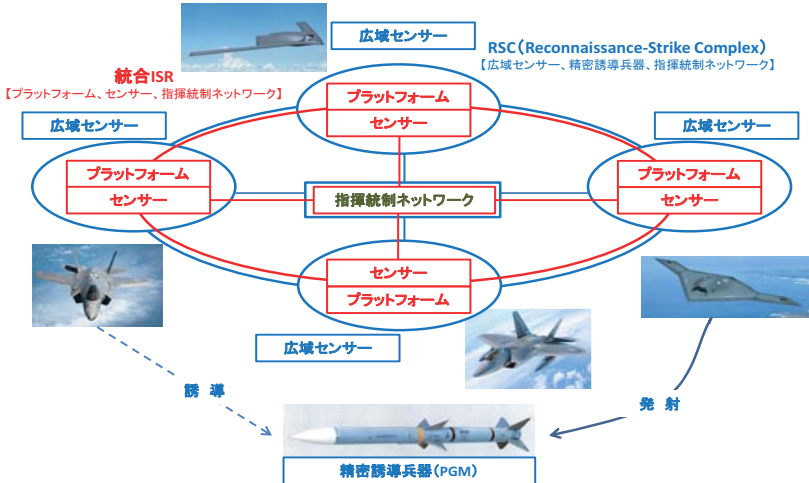 広域センサー
RSC(Reconnaissance-Strike Complex)
【広域センサー、精密誘導兵器、指揮統制ネットワーク】
統合ISR
【プラットフォーム、センサー、指揮統制ネットワーク】
プラットフォーム
センサー
広域センサー
広域センサー
プラットフォーム
センサー
指揮統制ネットワーク
プラットフォーム
センサー
センサー
プラットフォーム
広域センサー
誘 導
発 射
精密誘導兵器(PGM)